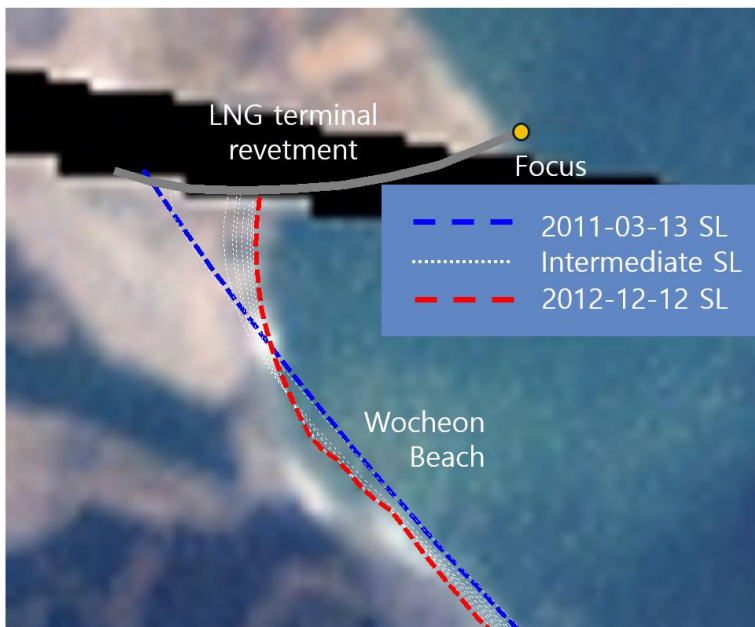 LNG terminal
revetment
Focus
2011-03-13 SL
Intermediate SL
2012-12-12 SL
Wocheon
Beach